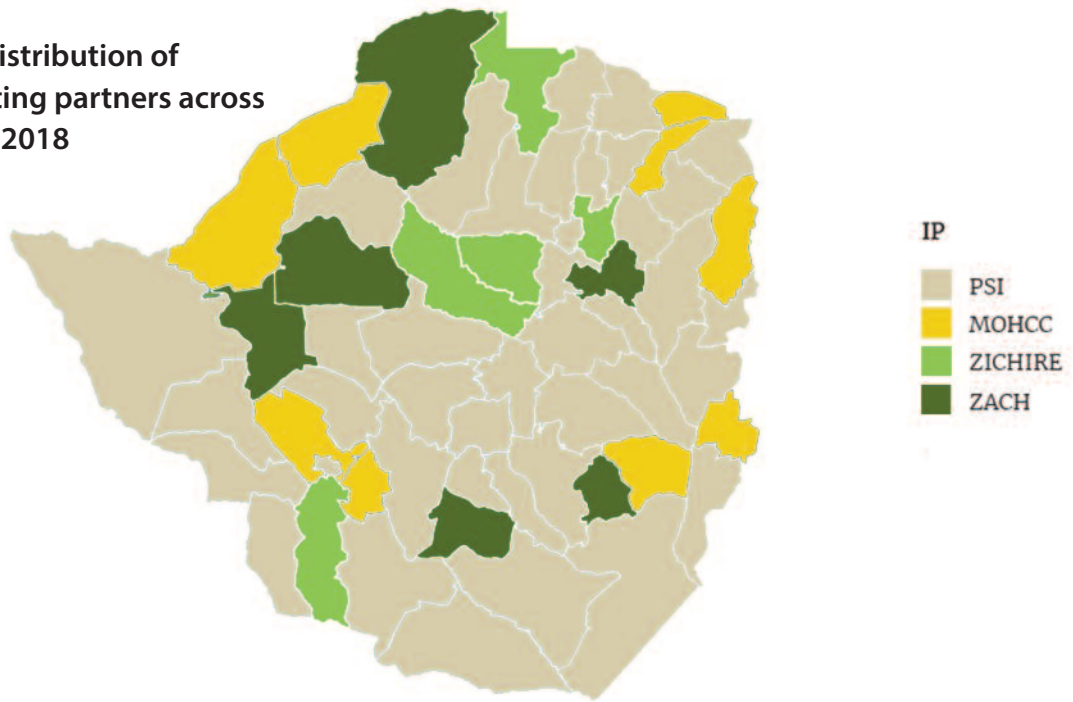 istribution of
ting partners across
2018
IP
PSI
MOHCC
ZICHIRE
ZACH